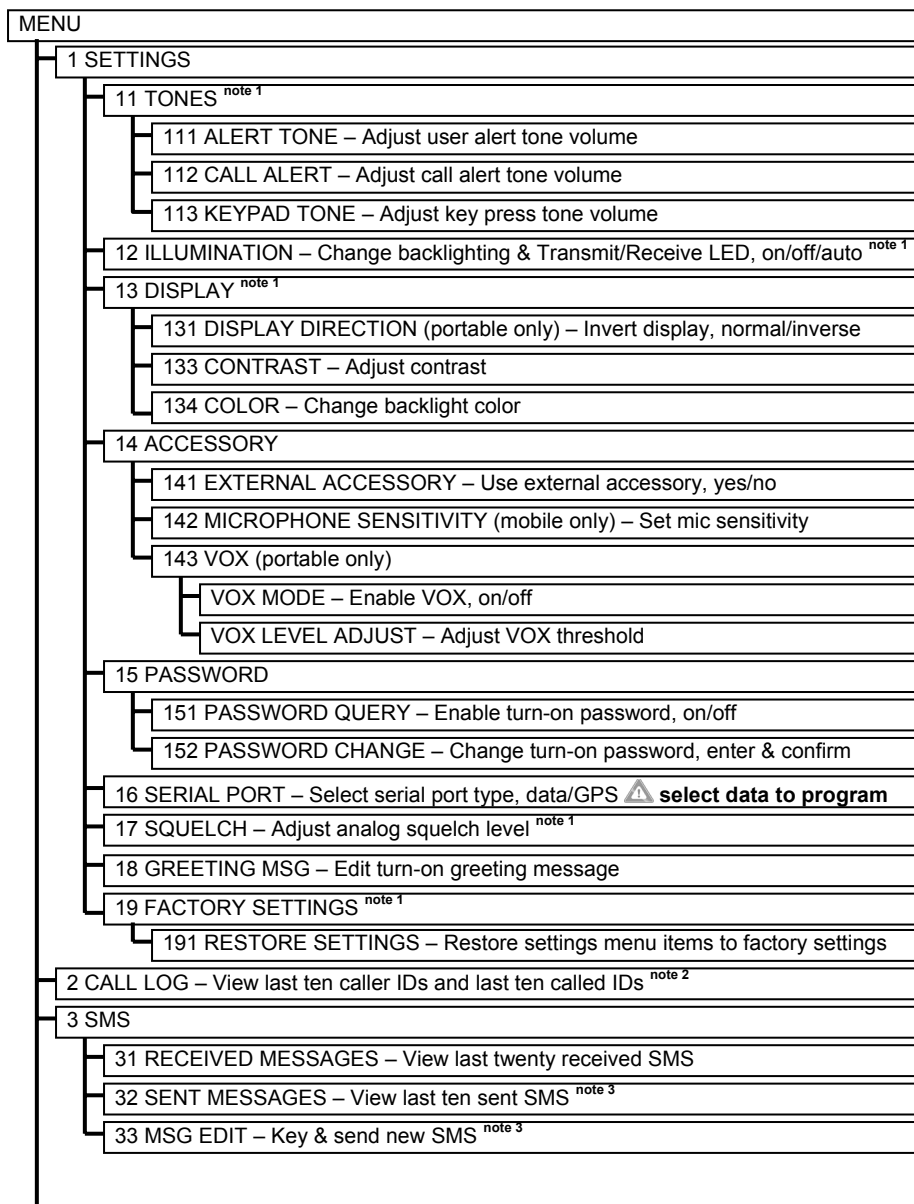 MENU
1 SETTINGS
11 TONES note 1
111 ALERT TONE – Adjust user alert tone volume
112 CALL ALERT – Adjust call alert tone volume
113 KEYPAD TONE – Adjust key press tone volume
12 ILLUMINATION – Change backlighting & Transmit/Receive LED, on/off/auto note 1
13 DISPLAY note 1
131 DISPLAY DIRECTION (portable only) – Invert display, normal/inverse
133 CONTRAST – Adjust contrast
134 COLOR – Change backlight color
14 ACCESSORY
141 EXTERNAL ACCESSORY – Use external accessory, yes/no
142 MICROPHONE SENSITIVITY (mobile only) – Set mic sensitivity
143 VOX (portable only)
VOX MODE – Enable VOX, on/off
VOX LEVEL ADJUST – Adjust VOX threshold
15 PASSWORD
151 PASSWORD QUERY – Enable turn-on password, on/off
152 PASSWORD CHANGE – Change turn-on password, enter & confirm
16 SERIAL PORT – Select serial port type, data/GPS ⚠ select data to program
17 SQUELCH – Adjust analog squelch level note 1
18 GREETING MSG – Edit turn-on greeting message
19 FACTORY SETTINGS note 1
191 RESTORE SETTINGS – Restore settings menu items to factory settings
2 CALL LOG – View last ten caller IDs and last ten called IDs note 2
3 SMS
31 RECEIVED MESSAGES – View last twenty received SMS
32 SENT MESSAGES – View last ten sent SMS note 3
33 MSG EDIT – Key & send new SMS note 3